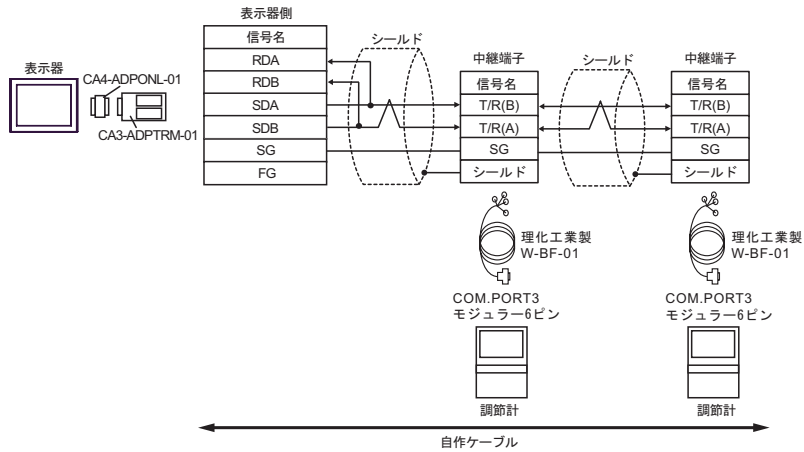 表示器側
信号名
RDA
RDB
SDA
SDB
SG
FG
シールド
中継端子
信号名
T/R(B)
T/R(A)
SG
シールド
シールド
中継端子
信号名
T/R(B)
T/R(A)
SG
シールド
表示器
CA4-ADPONL-01
CA3-ADPTRM-01
理化工業製
W-BF-01
理化工業製
W-BF-01
COM.PORT3
モジュラー6ピン
COM.PORT3
モジュラー6ピン
調節計
調節計
自作ケーブル